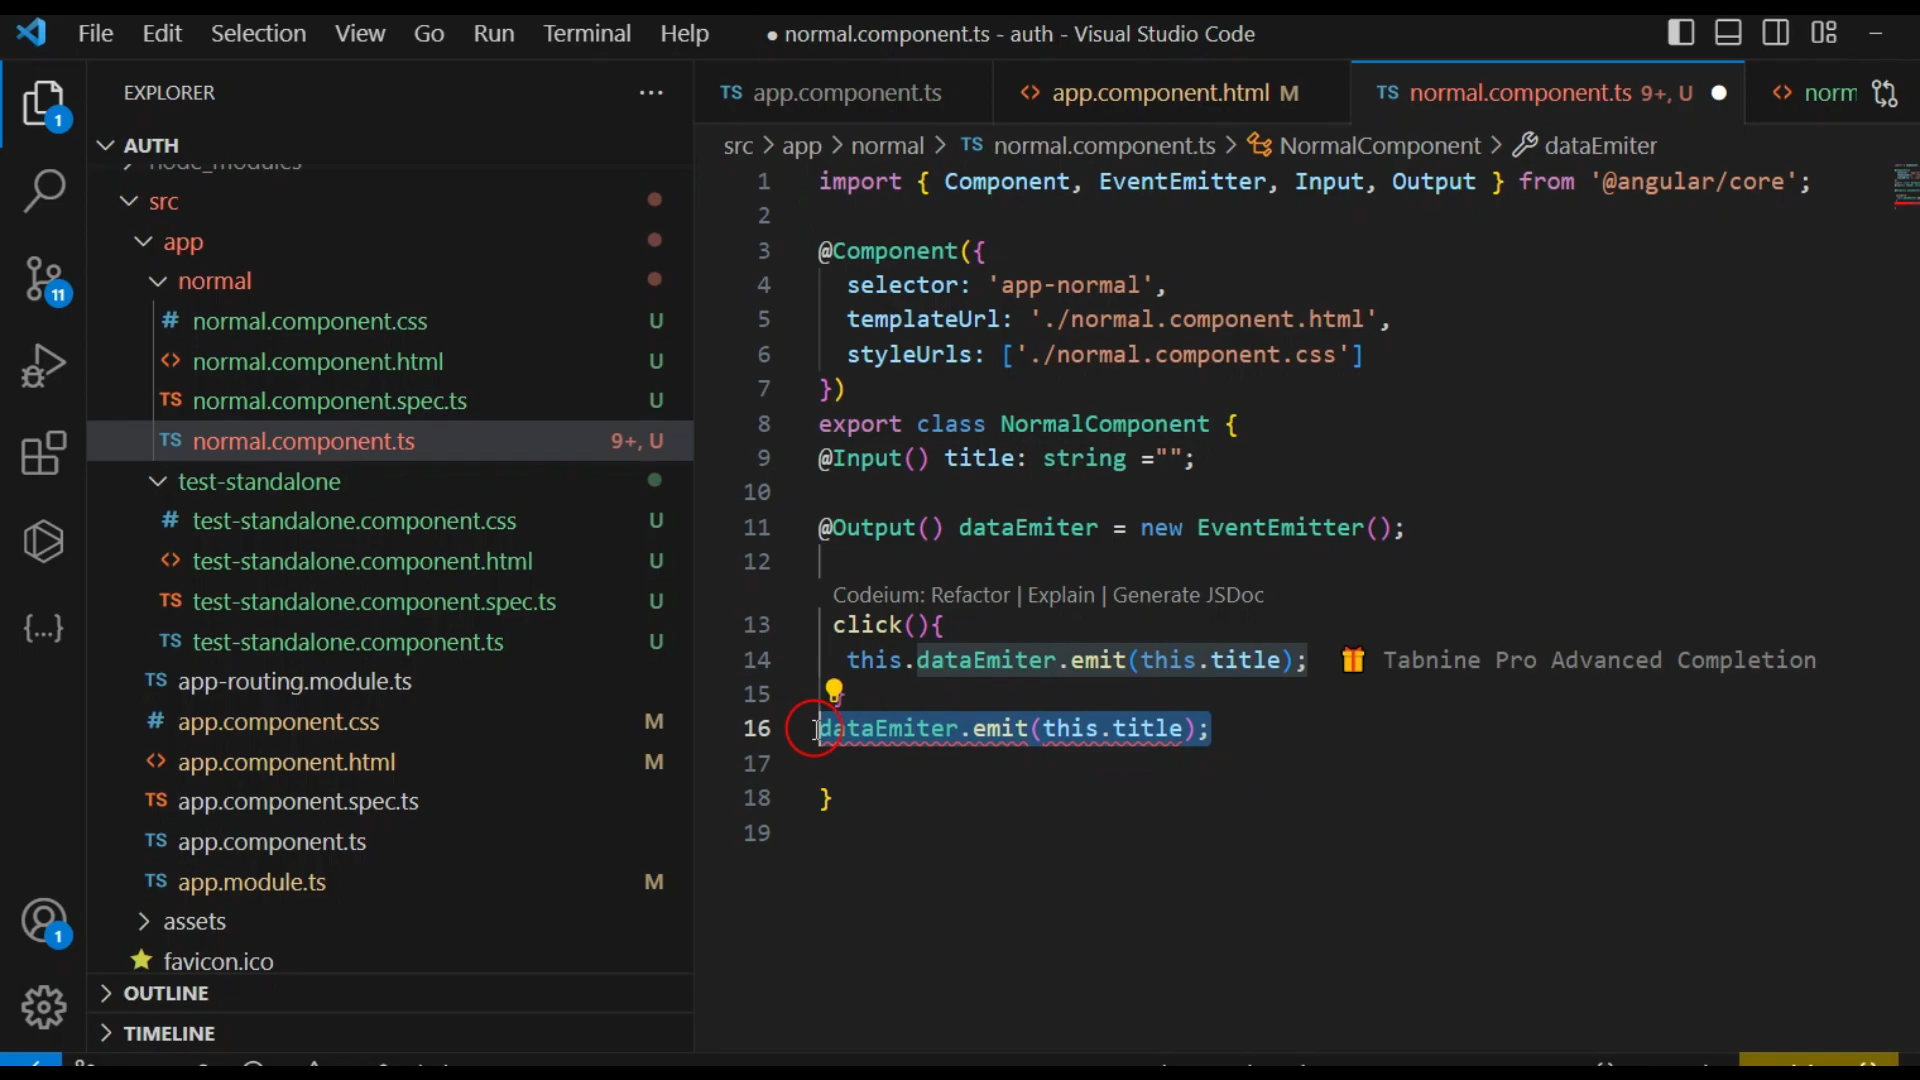 File Edit Selection View Go Run Terminal Help
● normal.component.ts - auth - Visual Studio Code
EXPLORER
AUTH
node_modules
src
app
normal
normal.component.css U
normal.component.html U
normal.component.spec.ts U
normal.component.ts 9+, U
test-standalone
test-standalone.component.css U
test-standalone.component.html U
test-standalone.component.spec.ts U
test-standalone.component.ts U
app-routing.module.ts
app.component.css M
app.component.html M
app.component.spec.ts
app.component.ts
app.module.ts M
assets
favicon.ico
OUTLINE
TIMELINE
1
11
1
TS app.component.ts
<> app.component.html M
TS normal.component.ts 9+, U ●
<> norm
src > app > normal > TS normal.component.ts > NormalComponent > dataEmiter
1 import { Component, EventEmitter, Input, Output } from '@angular/core';
2
3 @Component({
4 selector: 'app-normal',
5 templateUrl: './normal.component.html',
6 styleUrls: ['./normal.component.css']
7 })
8 export class NormalComponent {
9 @Input() title: string ="";
10
11 @Output() dataEmiter = new EventEmitter();
12
Codeium: Refactor | Explain | Generate JSDoc
13 click(){
14 this.dataEmiter.emit(this.title); Tabnine Pro Advanced Completion
15 }
16 dataEmiter.emit(this.title);
17
18 }
19